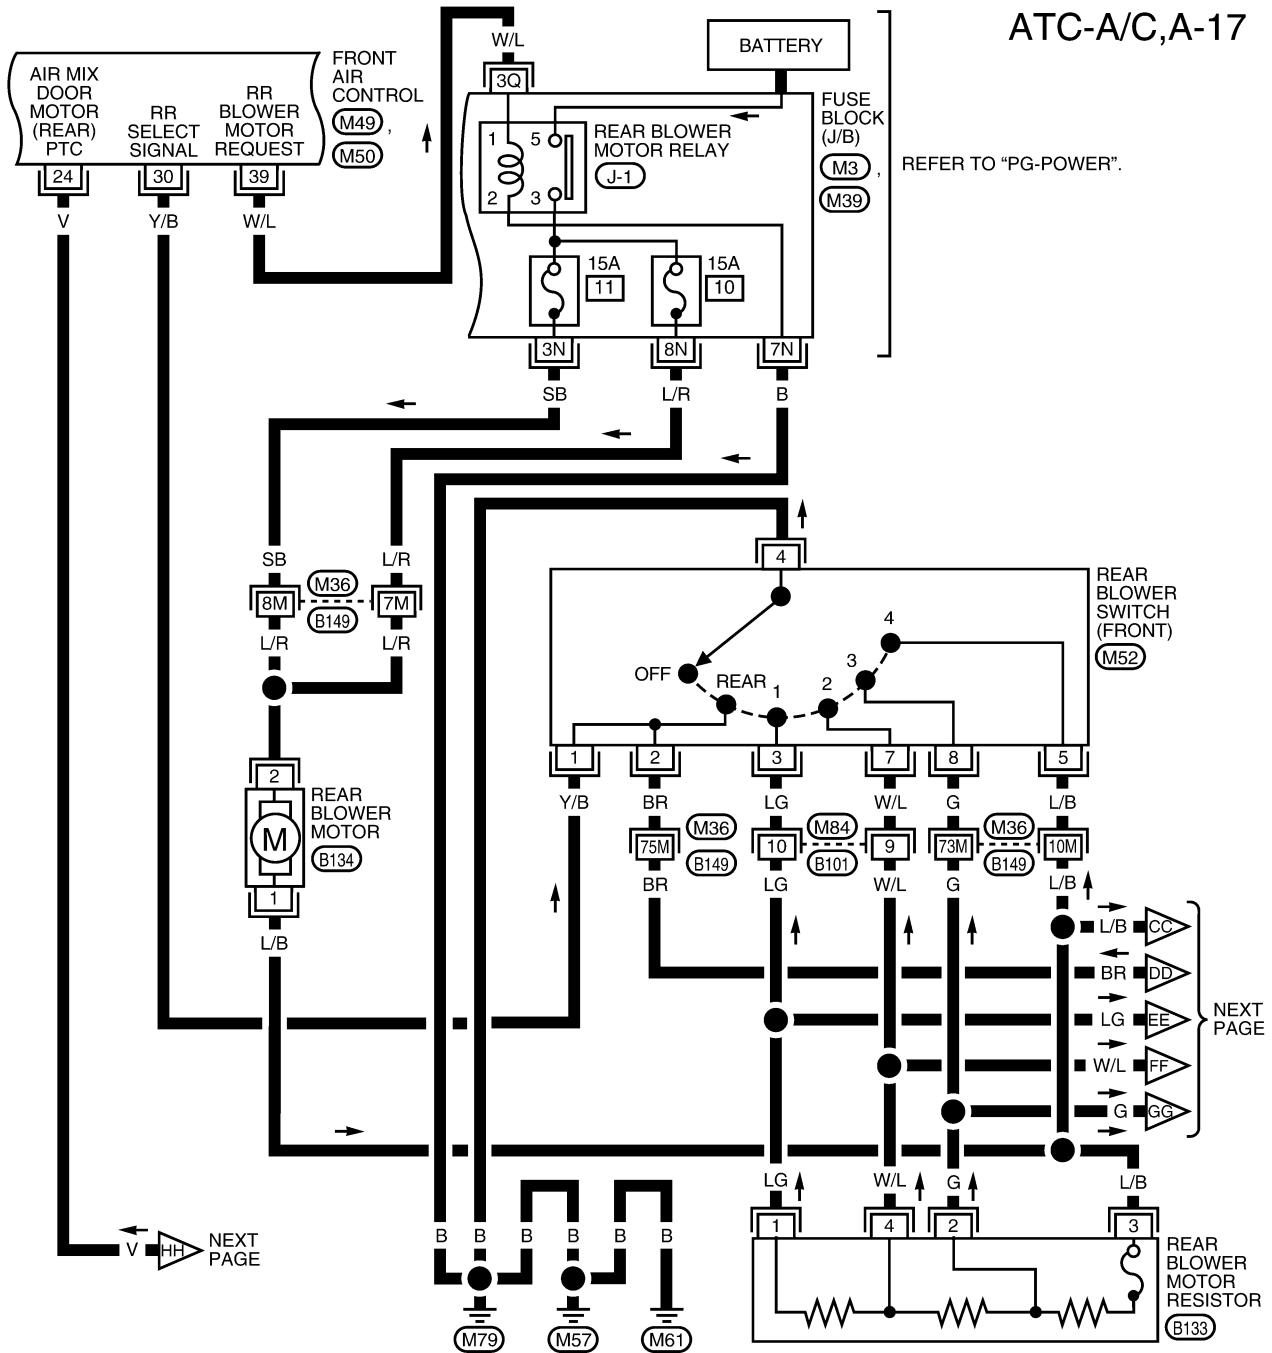 ATC-A/C,A-17
W/L
BATTERY
AIR MIX
DOOR
MOTOR
(REAR)
PTC
RR
SELECT
SIGNAL
RR
BLOWER
MOTOR
REQUEST
FRONT
AIR
CONTROL
M49 ,
M50
24
30
39
V
Y/B
W/L
3Q
1
5
2
3
REAR BLOWER
MOTOR RELAY
J-1
FUSE
BLOCK
(J/B)
M3 ,
M39
REFER TO “PG-POWER”.
15A
11
15A
10
3N
8N
7N
SB
L/R
B
SB
L/R
8M
M36
B149
7M
L/R
L/R
2
M
1
REAR
BLOWER
MOTOR
B134
L/B
4
REAR
BLOWER
SWITCH
(FRONT)
M52
OFF
REAR
1
2
3
4
1
2
3
7
8
5
Y/B
BR
LG
W/L
G
L/B
75M
M36
B149
10
M84
B101
9
73M
M36
B149
10M
BR
LG
W/L
G
L/B
L/B
CC
BR
DD
LG
EE
W/L
FF
G
GG
NEXT
PAGE
LG
W/L
G
L/B
1
4
2
3
REAR
BLOWER
MOTOR
RESISTOR
B133
V
HH
NEXT
PAGE
B
B
B
B
B
B
M79
M57
M61